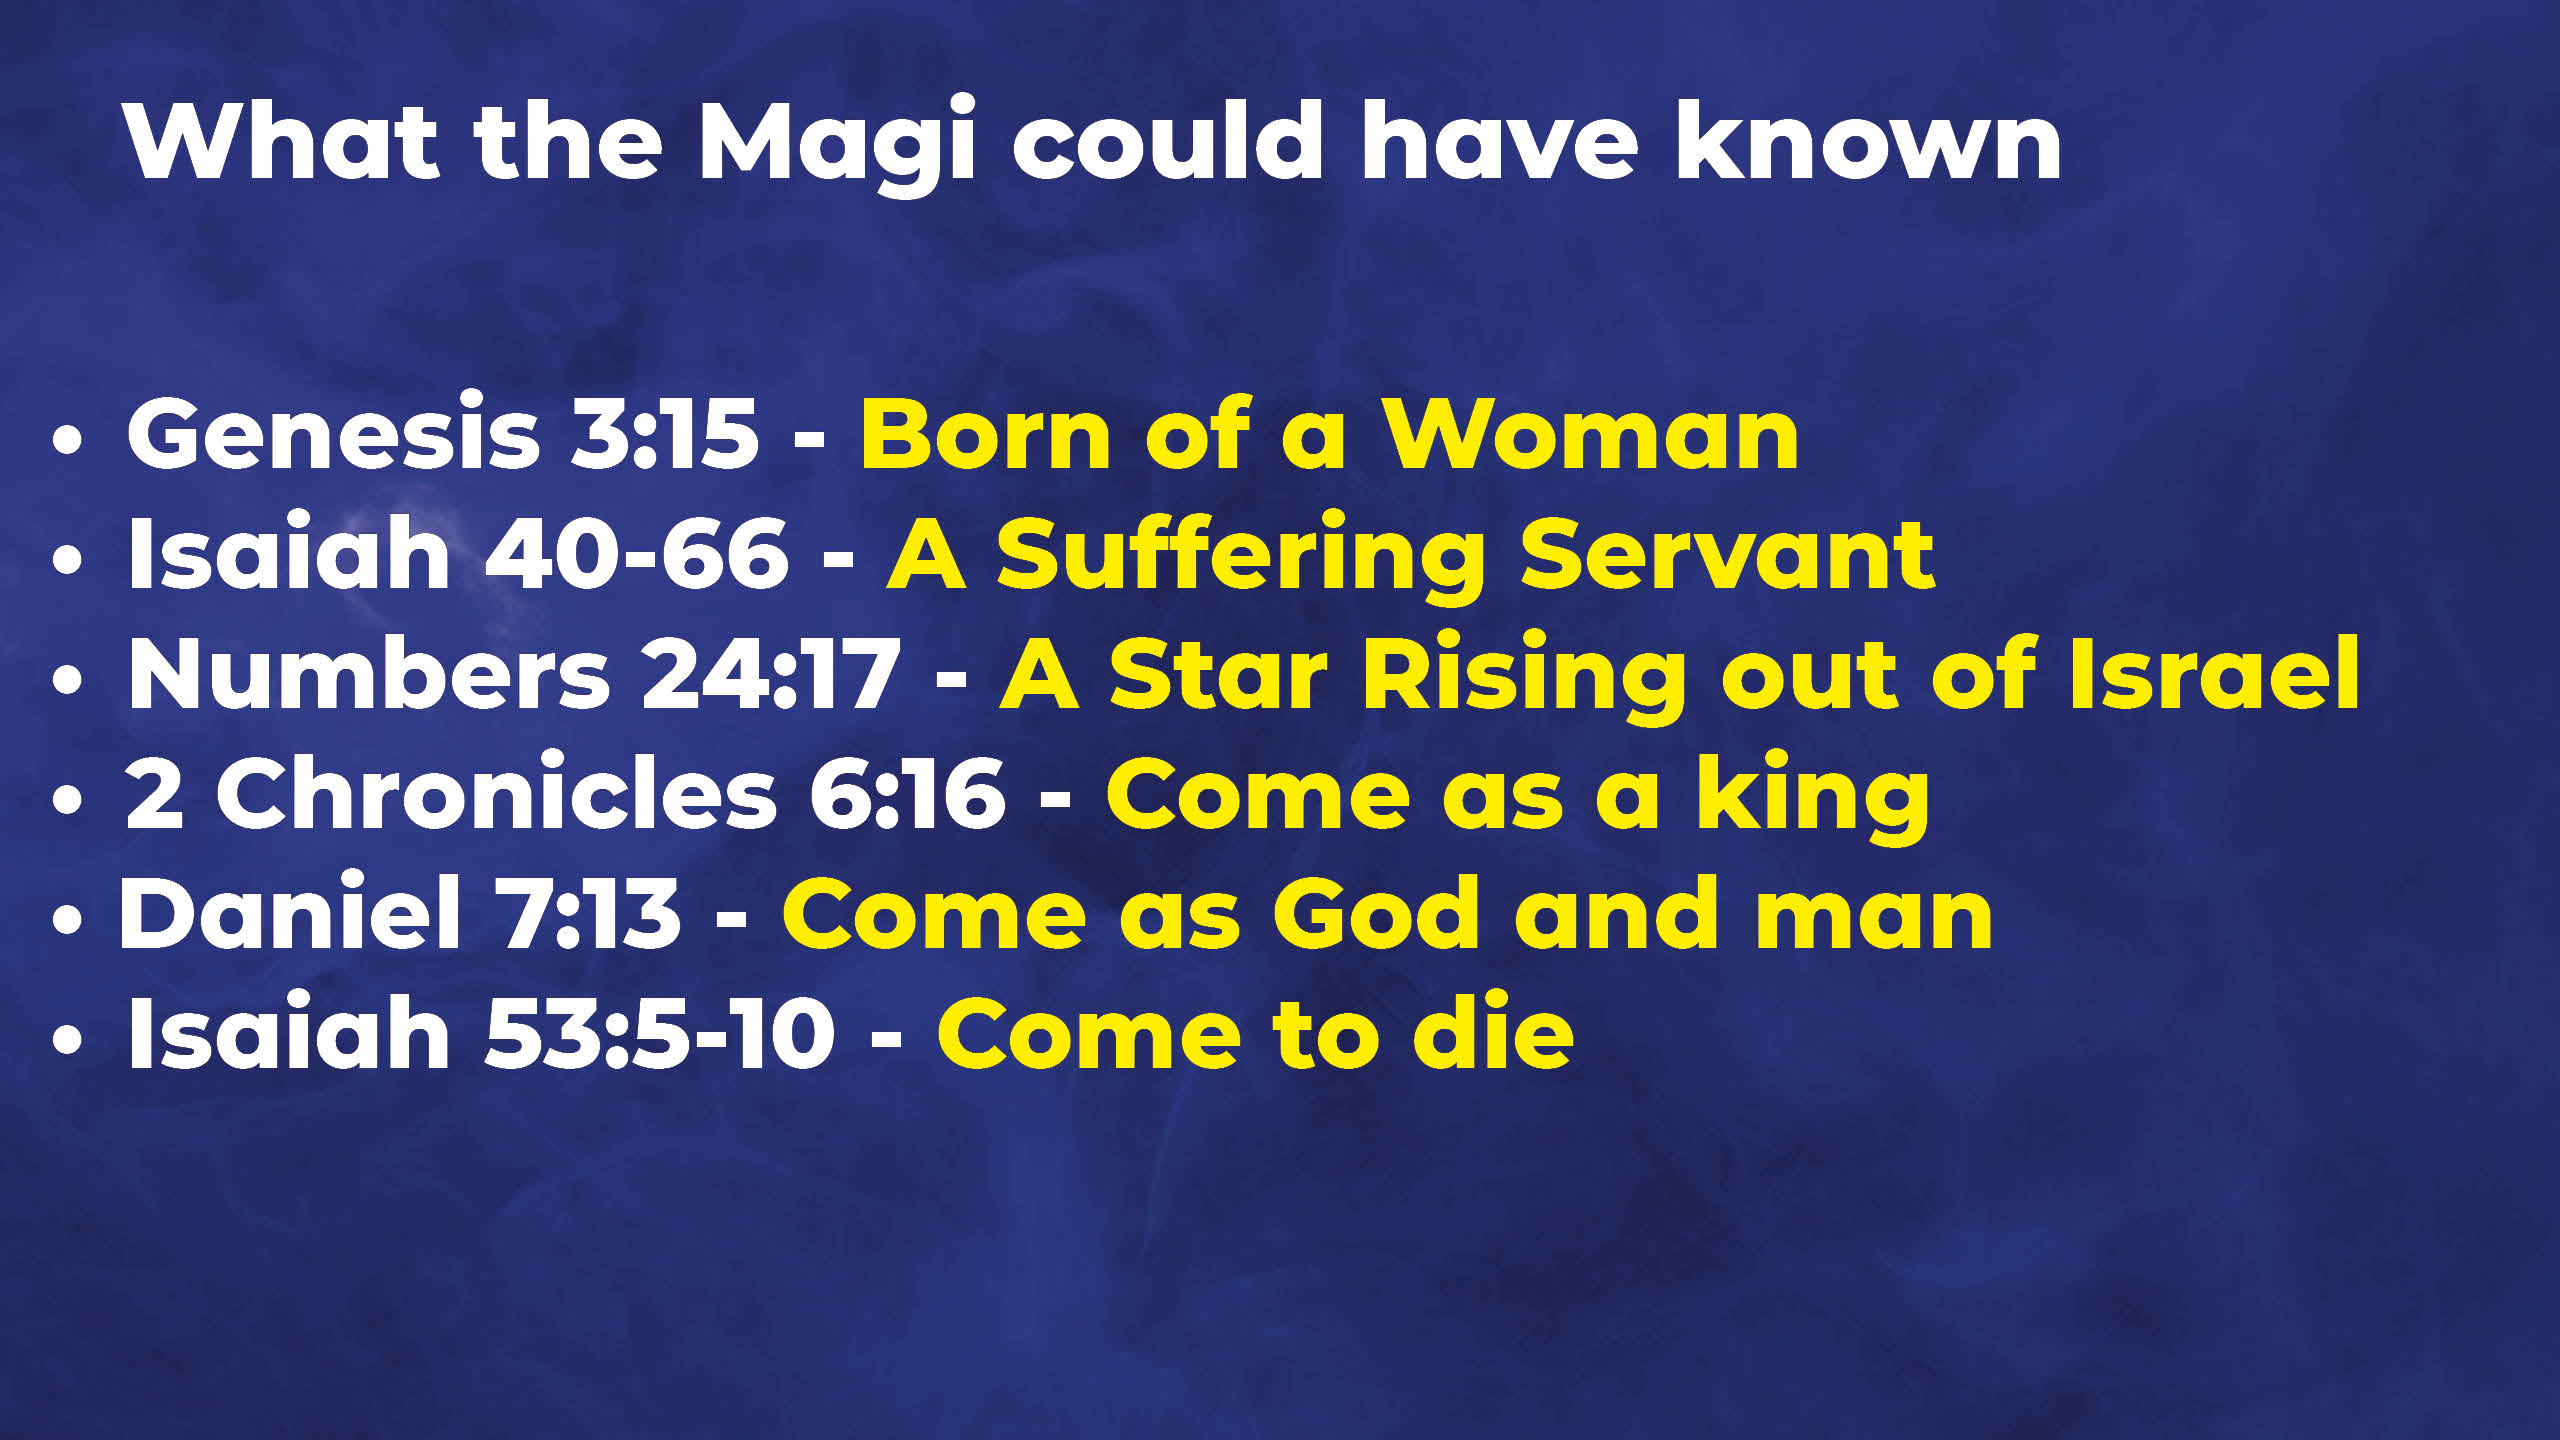 What the Magi could have known
• Genesis 3:15 - Born of a Woman
• Isaiah 40-66 - A Suffering Servant
• Numbers 24:17 - A Star Rising out of Israel
• 2 Chronicles 6:16 - Come as a king
• Daniel 7:13 - Come as God and man
• Isaiah 53:5-10 - Come to die